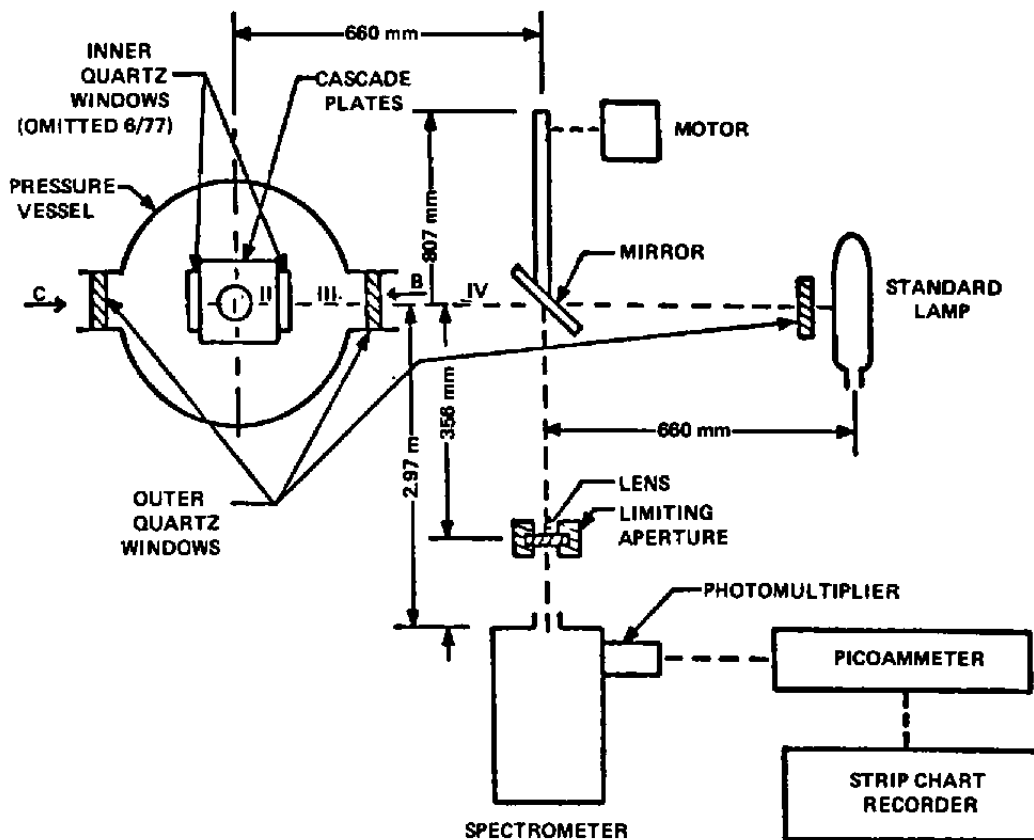 660 mm
INNER
QUARTZ
WINDOWS
(OMITTED 6/77)
CASCADE
PLATES
MOTOR
PRESSURE
VESSEL
807 mm
MIRROR
C
II
III
B
IV
STANDARD
LAMP
2.97 m
356 mm
660 mm
OUTER
QUARTZ
WINDOWS
LENS
LIMITING
APERTURE
PHOTOMULTIPLIER
PICOAMMETER
STRIP CHART
RECORDER
SPECTROMETER